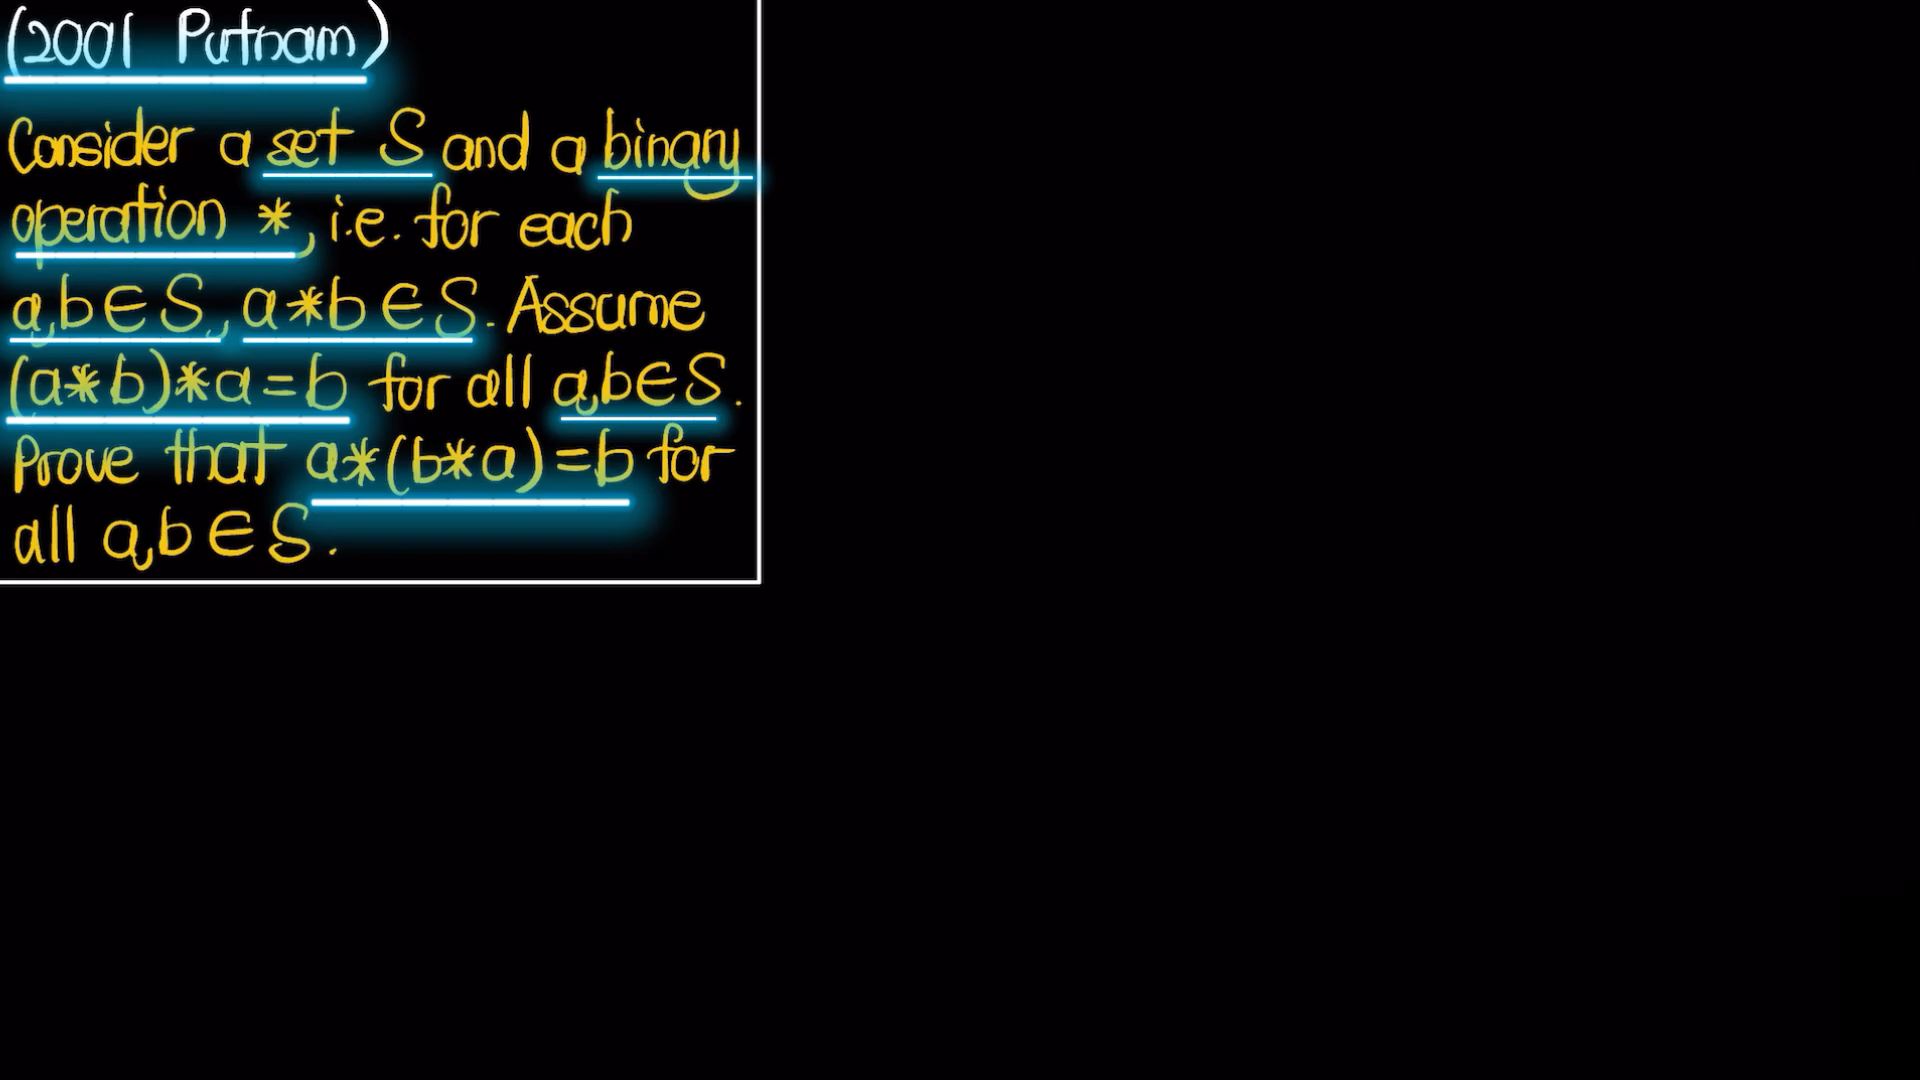 (2001 Putnam)
Consider a set S and a binary
operation *, i.e. for each
a,b∈S, a*b∈S. Assume
(a*b)*a=b for all a,b∈S.
Prove that a*(b*a)=b for
all a,b∈S.